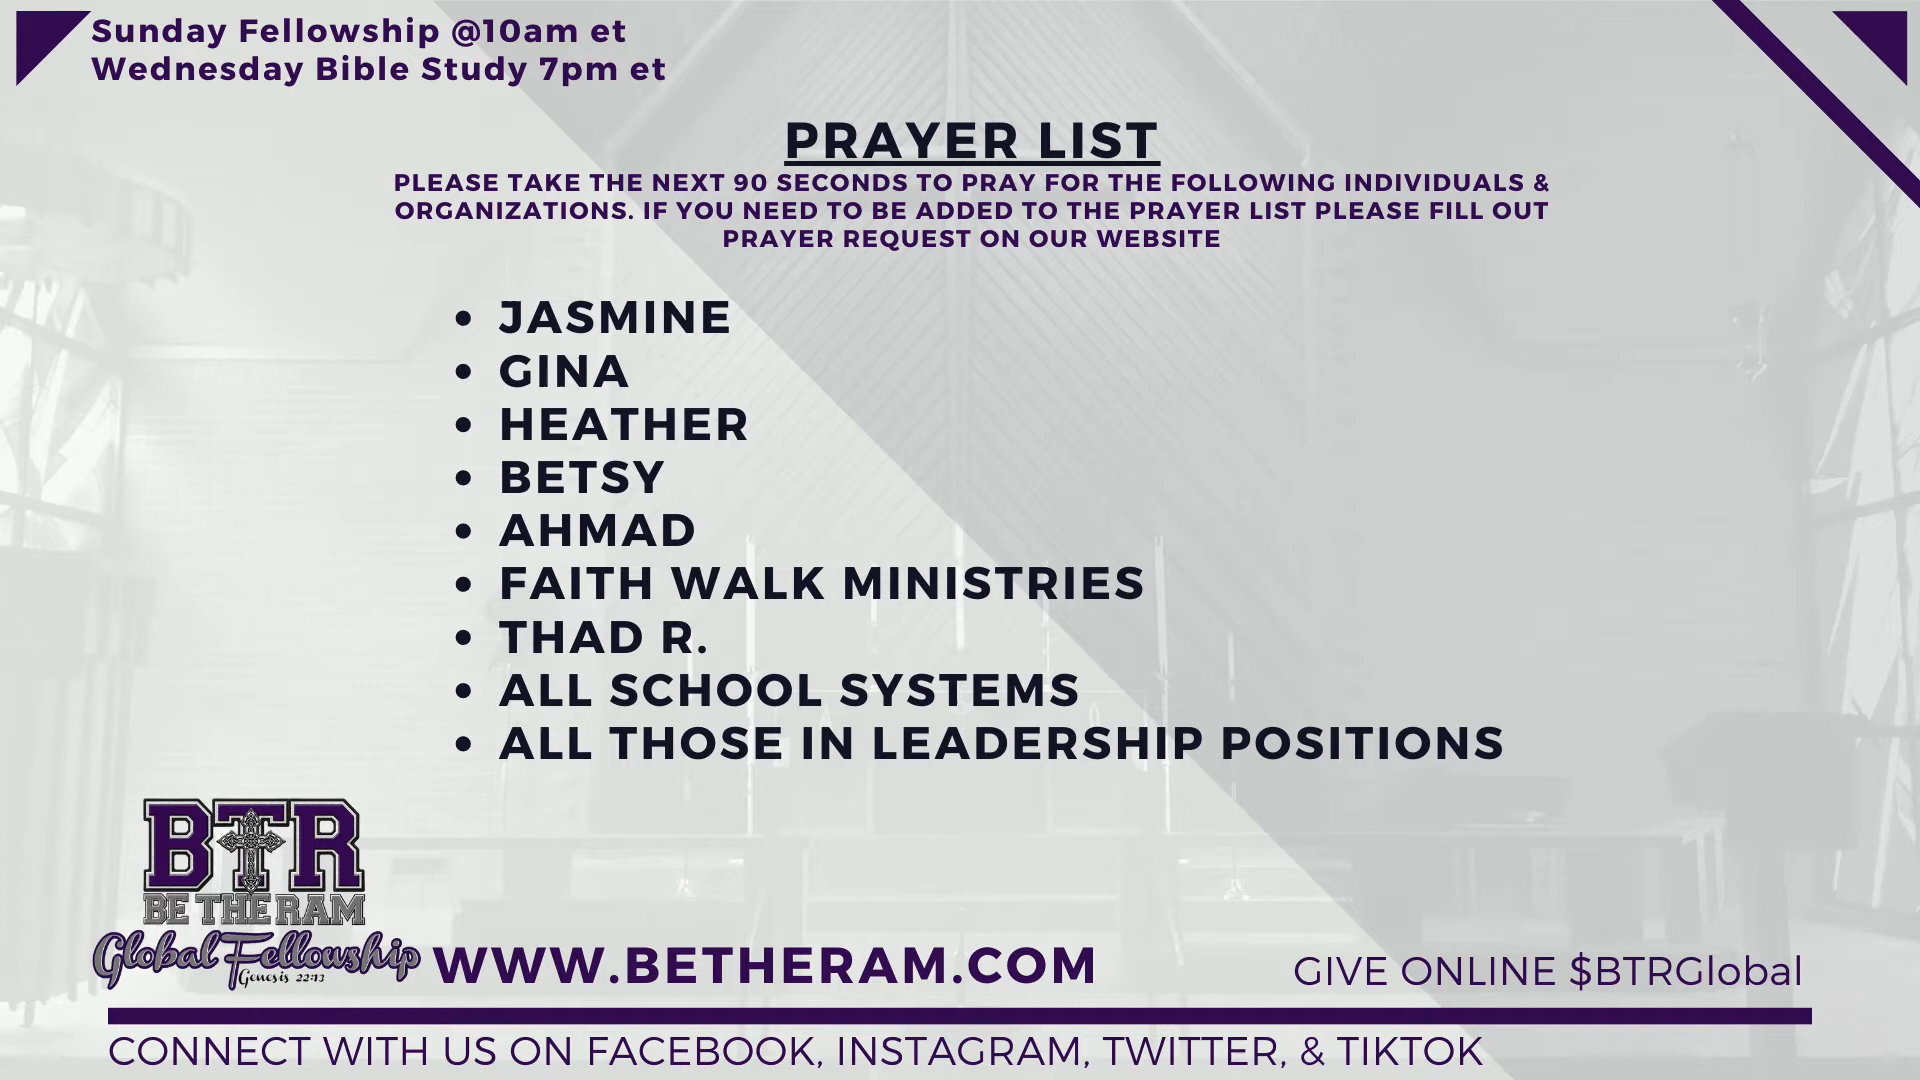 Sunday Fellowship @10am et
Wednesday Bible Study 7pm et
PRAYER LIST
PLEASE TAKE THE NEXT 90 SECONDS TO PRAY FOR THE FOLLOWING INDIVIDUALS &
ORGANIZATIONS. IF YOU NEED TO BE ADDED TO THE PRAYER LIST PLEASE FILL OUT
PRAYER REQUEST ON OUR WEBSITE
• JASMINE
• GINA
• HEATHER
• BETSY
• AHMAD
• FAITH WALK MINISTRIES
• THAD R.
• ALL SCHOOL SYSTEMS
• ALL THOSE IN LEADERSHIP POSITIONS
BTR
BE THE RAM
Global Fellowship
Genesis 22:13
WWW.BETHERAM.COM
GIVE ONLINE $BTRGlobal
CONNECT WITH US ON FACEBOOK, INSTAGRAM, TWITTER, & TIKTOK